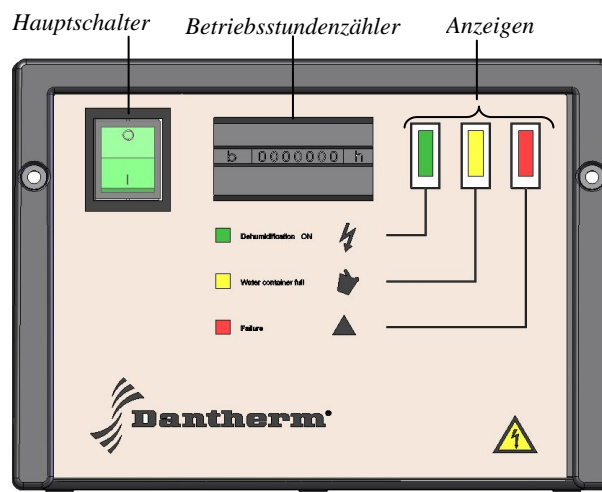 Hauptschalter Betriebsstundenzähler Anzeigen
b 0000000 h
Dehumidification ON
Water container full
Failure
Dantherm